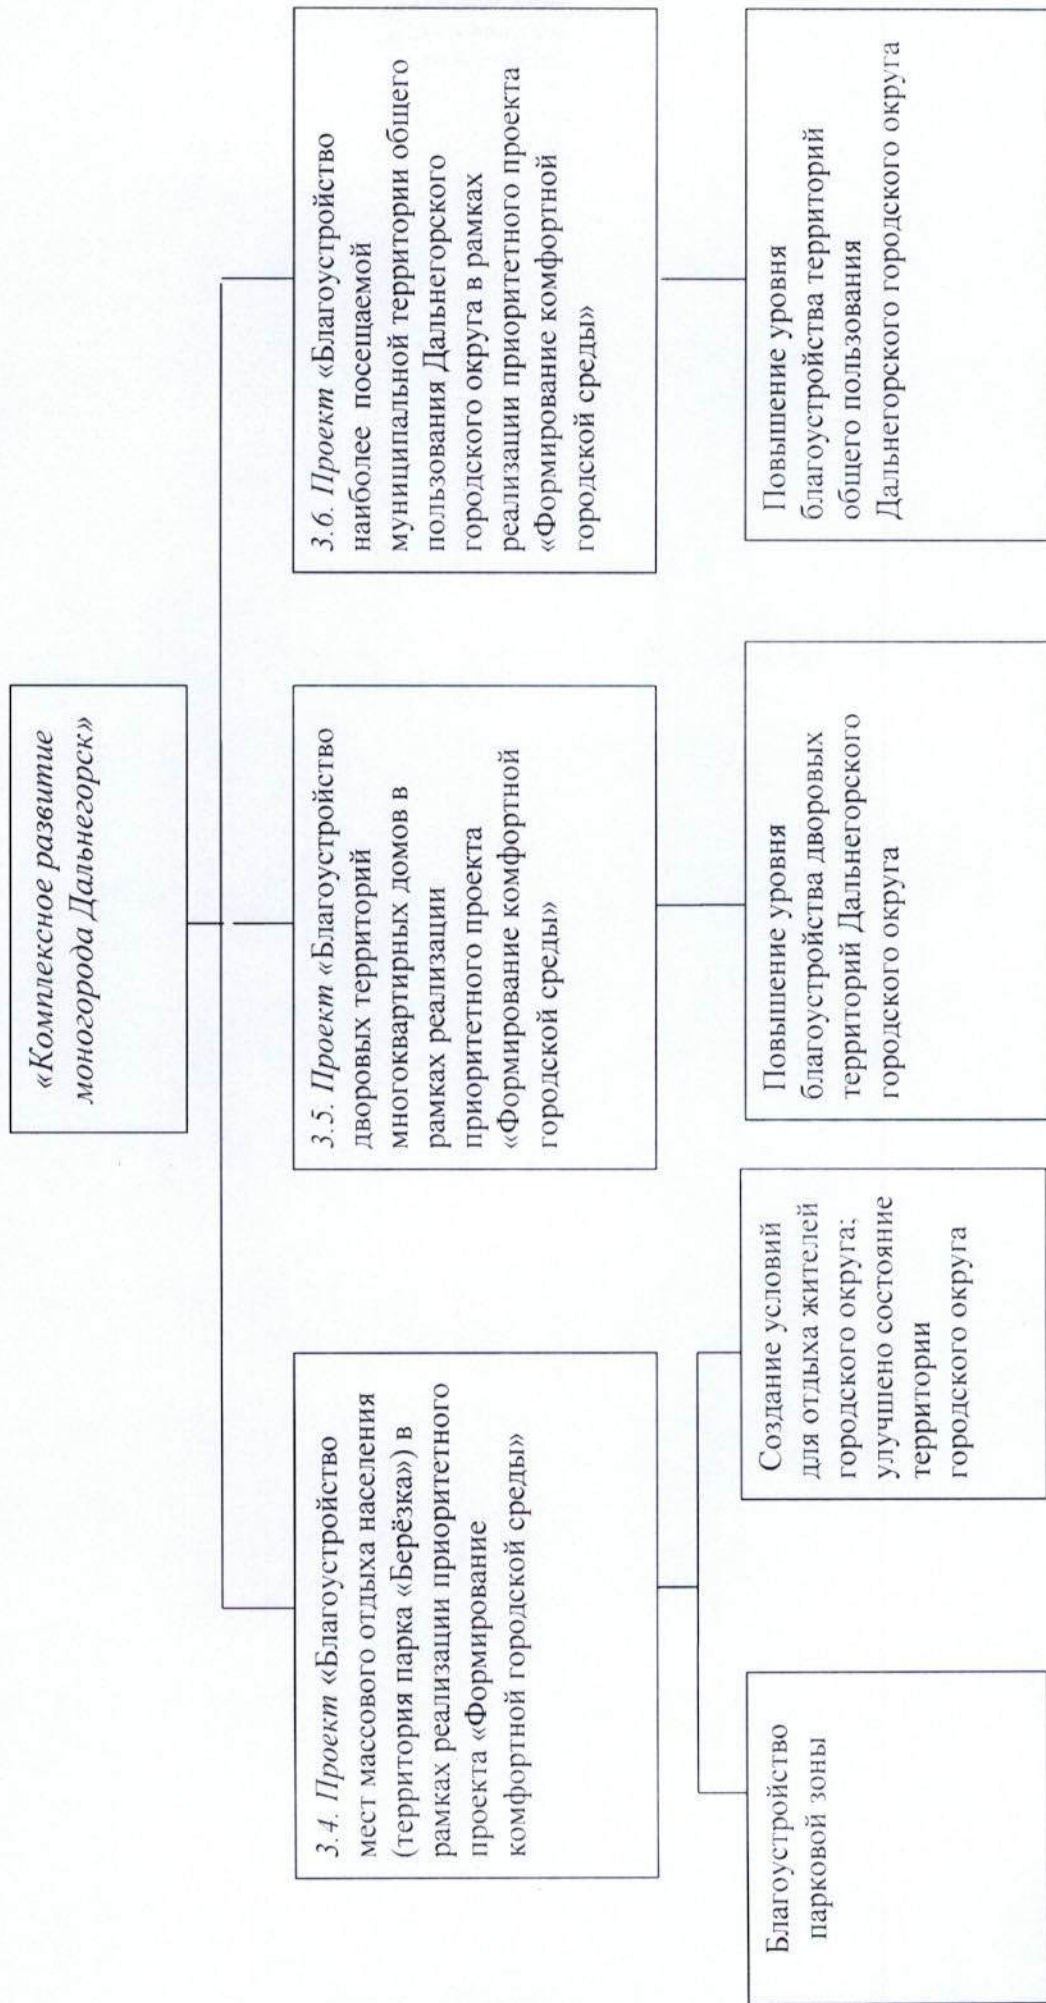 «Комплексное развитие
моногорода Дальнегорск»
3.4. Проект «Благоустройство
мест массового отдыха населения
(территория парка «Берёзка») в
рамках реализации приоритетного
проекта «Формирование
комфортной городской среды»
3.5. Проект «Благоустройство
дворовых территорий
многоквартирных домов в
рамках реализации
приоритетного проекта
«Формирование комфортной
городской среды»
3.6. Проект «Благоустройство
наиболее посещаемой
муниципальной территории общего
пользования Дальнегорского
городского округа в рамках
реализации приоритетного проекта
«Формирование комфортной
городской среды»
Благоустройство
парковой зоны
Создание условий
для отдыха жителей
городского округа;
улучшено состояние
территории
городского округа
Повышение уровня
благоустройства дворовых
территорий Дальнегорского
городского округа
Повышение уровня
благоустройства территорий
общего пользования
Дальнегорского городского округа